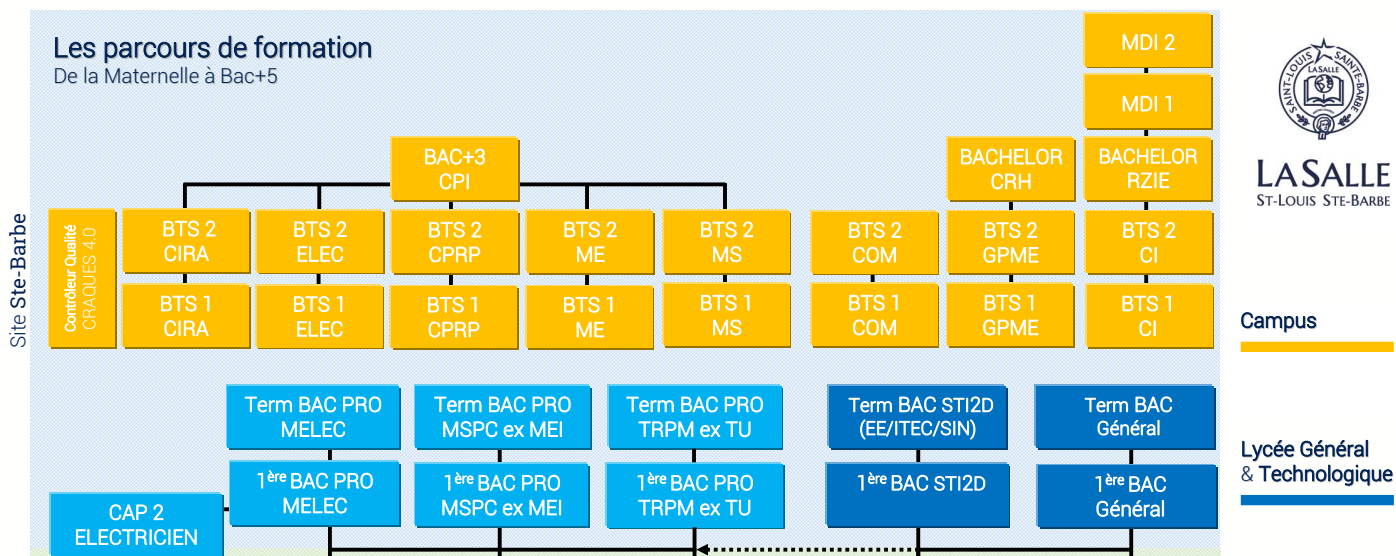 Les parcours de formation
De la Maternelle à Bac+5
MDI 2
MDI 1
BAC+3
CPI
BACHELOR
CRH
BACHELOR
RZIE
Site Ste-Barbe
Contrôleur Qualité
CRAQUES 4.0
BTS 2
CIRA
BTS 2
ELEC
BTS 2
CPRP
BTS 2
ME
BTS 2
MS
BTS 2
COM
BTS 2
GPME
BTS 2
CI
BTS 1
CIRA
BTS 1
ELEC
BTS 1
CPRP
BTS 1
ME
BTS 1
MS
BTS 1
COM
BTS 1
GPME
BTS 1
CI
Term BAC PRO
MELEC
Term BAC PRO
MSPC ex MEI
Term BAC PRO
TRPM ex TU
Term BAC STI2D
(EE/ITEC/SIN)
Term BAC
Général
1ère BAC PRO
MELEC
1ère BAC PRO
MSPC ex MEI
1ère BAC PRO
TRPM ex TU
1ère BAC STI2D
1ère BAC
Général
CAP 2
ELECTRICIEN
SAINT-LOUIS SAINTE-BARBE
LASALLE
LASALLE
ST-LOUIS STE-BARBE
Campus
Lycée Général
& Technologique